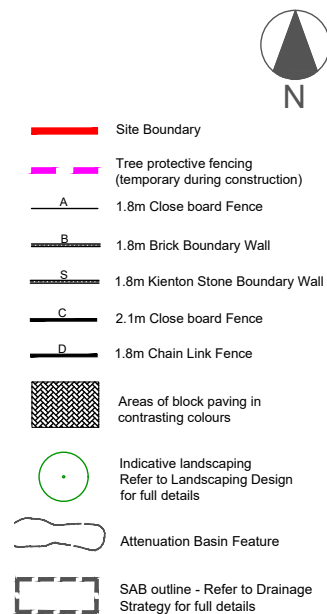 N
Site Boundary
Tree protective fencing
(temporary during construction)
A
1.8m Close board Fence
B
1.8m Brick Boundary Wall
S
1.8m Kienton Stone Boundary Wall
C
2.1m Close board Fence
D
1.8m Chain Link Fence
Areas of block paving in
contrasting colours
Indicative landscaping
Refer to Landscaping Design
for full details
Attenuation Basin Feature
SAB outline - Refer to Drainage
Strategy for full details